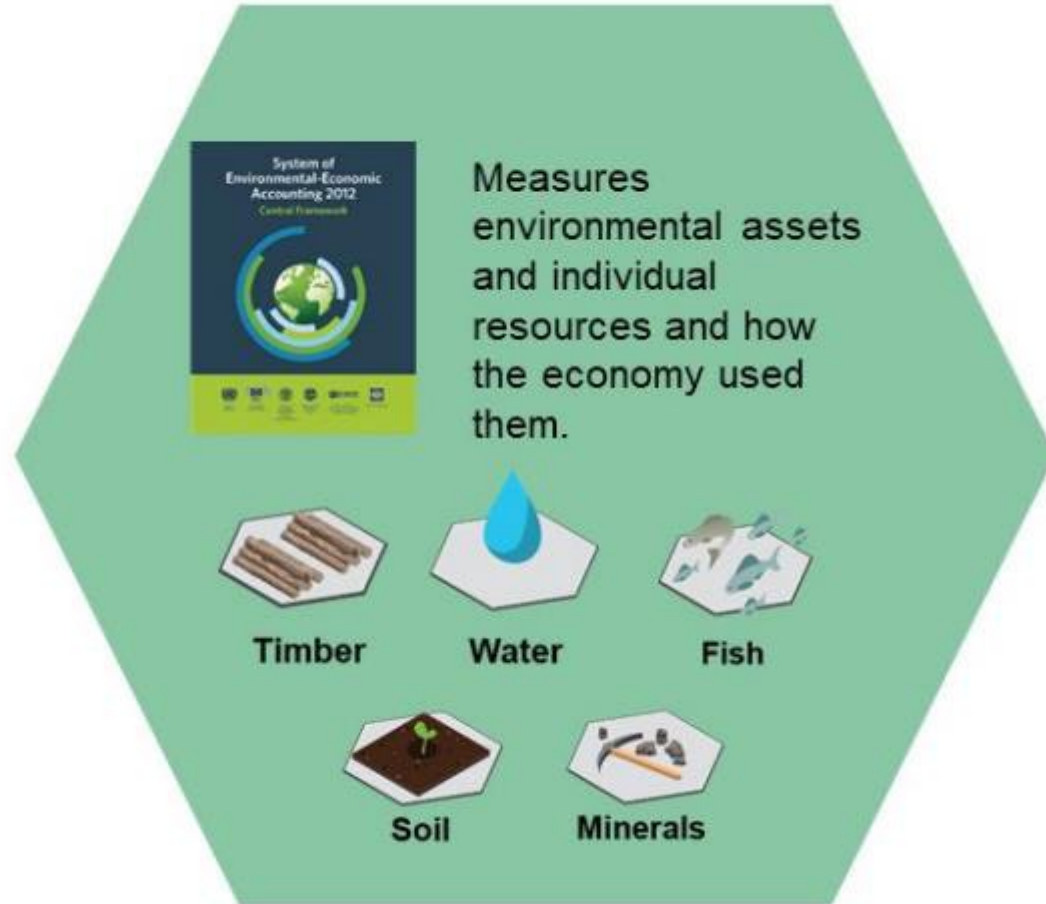 System of
Environmental-Economic
Accounting 2012
Central Framework
Measures
environmental assets
and individual
resources and how
the economy used
them.
Timber
Water
Fish
Soil
Minerals